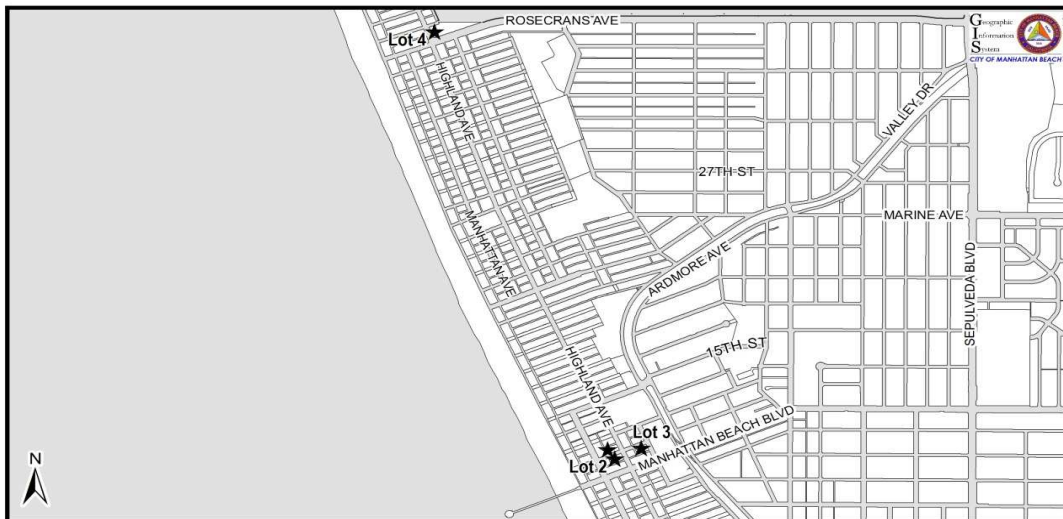 ROSECRANS AVE
Geographic
Information
System
CITY OF MANHATTAN BEACH
Lot 4
HIGHLAND AVE
VALLEY DR
27TH ST
MANHATTAN AVE
MARINE AVE
ARDMORE AVE
SEPULVEDA BLVD
15TH ST
HIGHLAND AVE
Lot 3
MANHATTAN BEACH BLVD
Lot 2
N